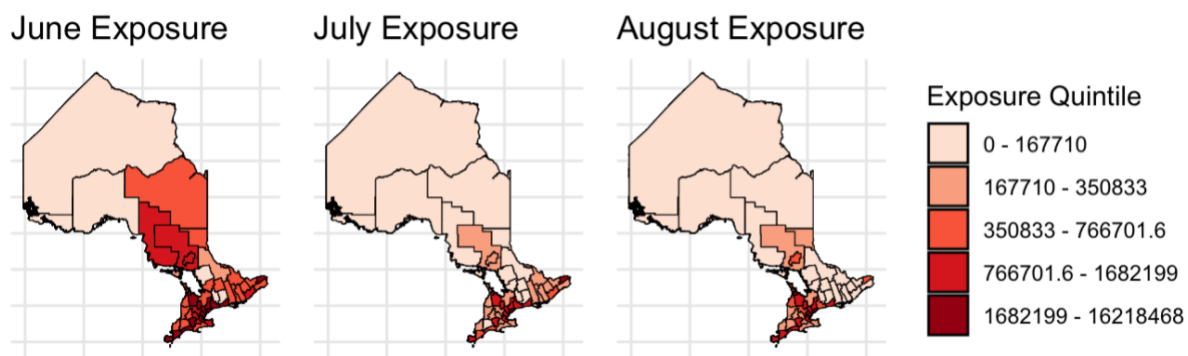 June Exposure
July Exposure
August Exposure
Exposure Quintile
0 - 167710
167710 - 350833
350833 - 766701.6
766701.6 - 1682199
1682199 - 16218468